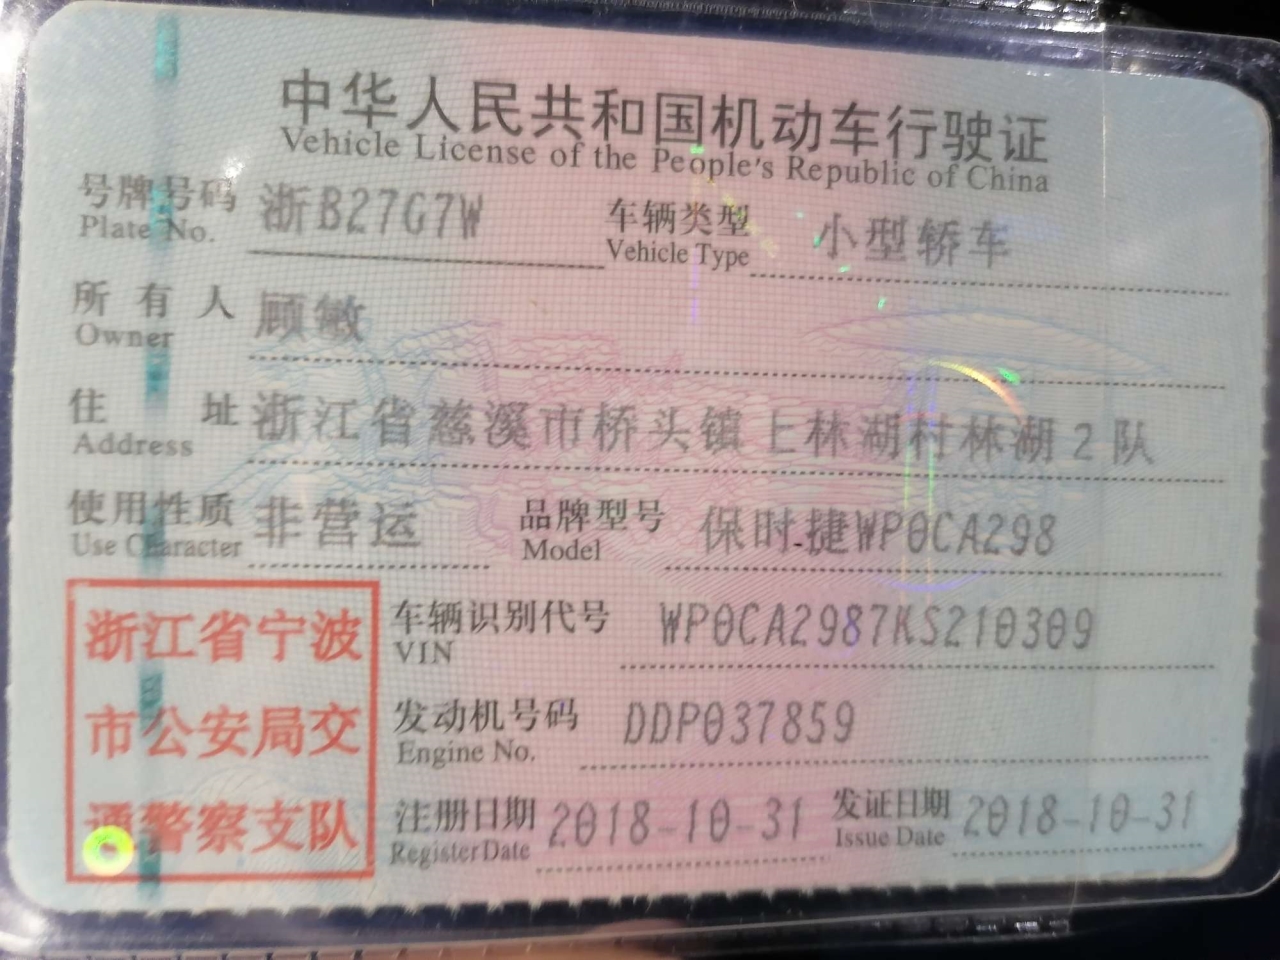 中华人民共和国机动车行驶证
Vehicle License of the People's Republic of China
号牌号码 浙B27G7W 车辆类型 小型轿车
Plate No. Vehicle Type
所有人 顾敏
Owner
住址 浙江省慈溪市桥头镇上林湖村林湖2队
Address
使用性质 非营运 品牌型号 保时捷WP0CA298
Use Character Model
浙江省宁波
市公安局交
通警察支队
车辆识别代号 WP0CA2987KS210309
VIN
发动机号码 DDP037859
Engine No.
注册日期 2018-10-31 发证日期 2018-10-31
Register Date Issue Date